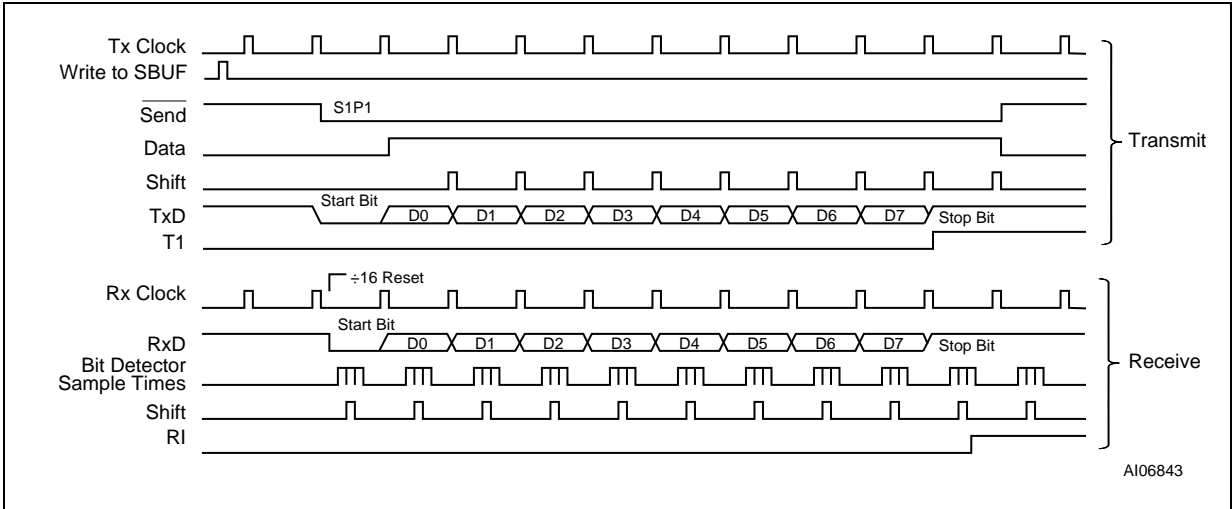 Tx Clock
Write to SBUF
Send
S1P1
Data
Transmit
Shift
TxD
Start Bit
D0 D1 D2 D3 D4 D5 D6 D7
Stop Bit
T1
÷16 Reset
Rx Clock
Start Bit
RxD
D0 D1 D2 D3 D4 D5 D6 D7
Stop Bit
Bit Detector
Sample Times
Receive
Shift
RI
AI06843